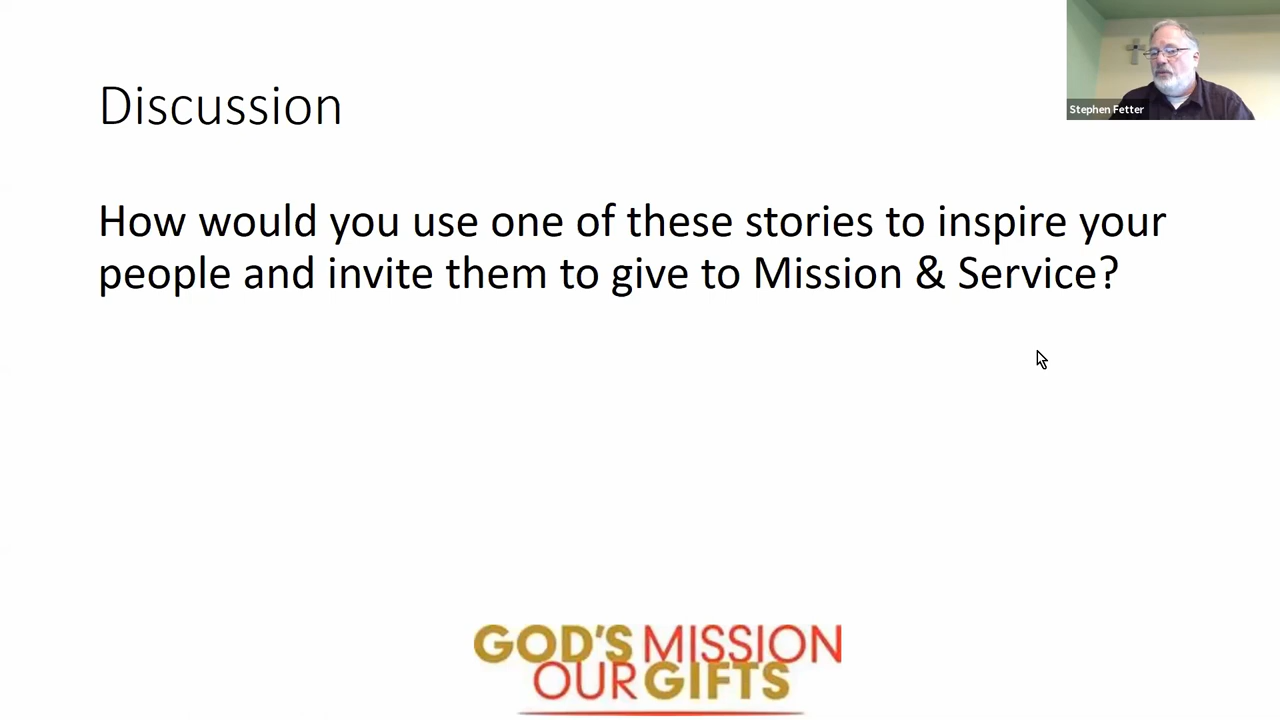 Discussion
Stephen Fetter
How would you use one of these stories to inspire your
people and invite them to give to Mission & Service?
GOD'S MISSION
OUR GIFTS